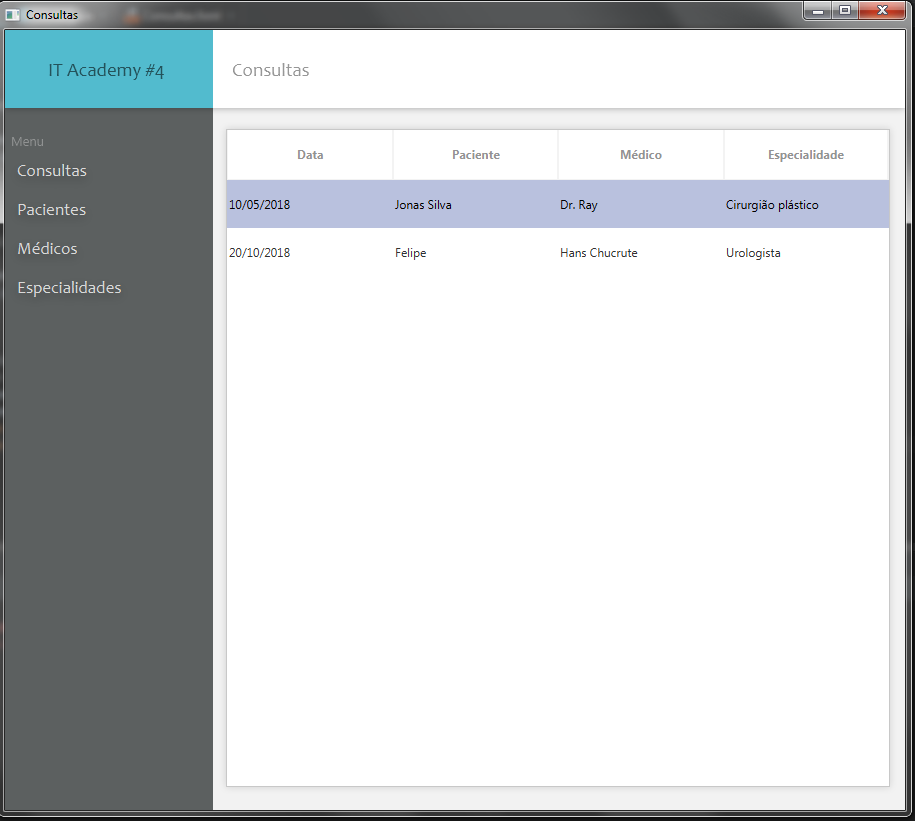 Consultas
IT Academy #4
Consultas
Menu
Consultas
Pacientes
Médicos
Especialidades
Data Paciente Médico Especialidade
10/05/2018 Jonas Silva Dr. Ray Cirurgião plástico
20/10/2018 Felipe Hans Chucrute Urologista